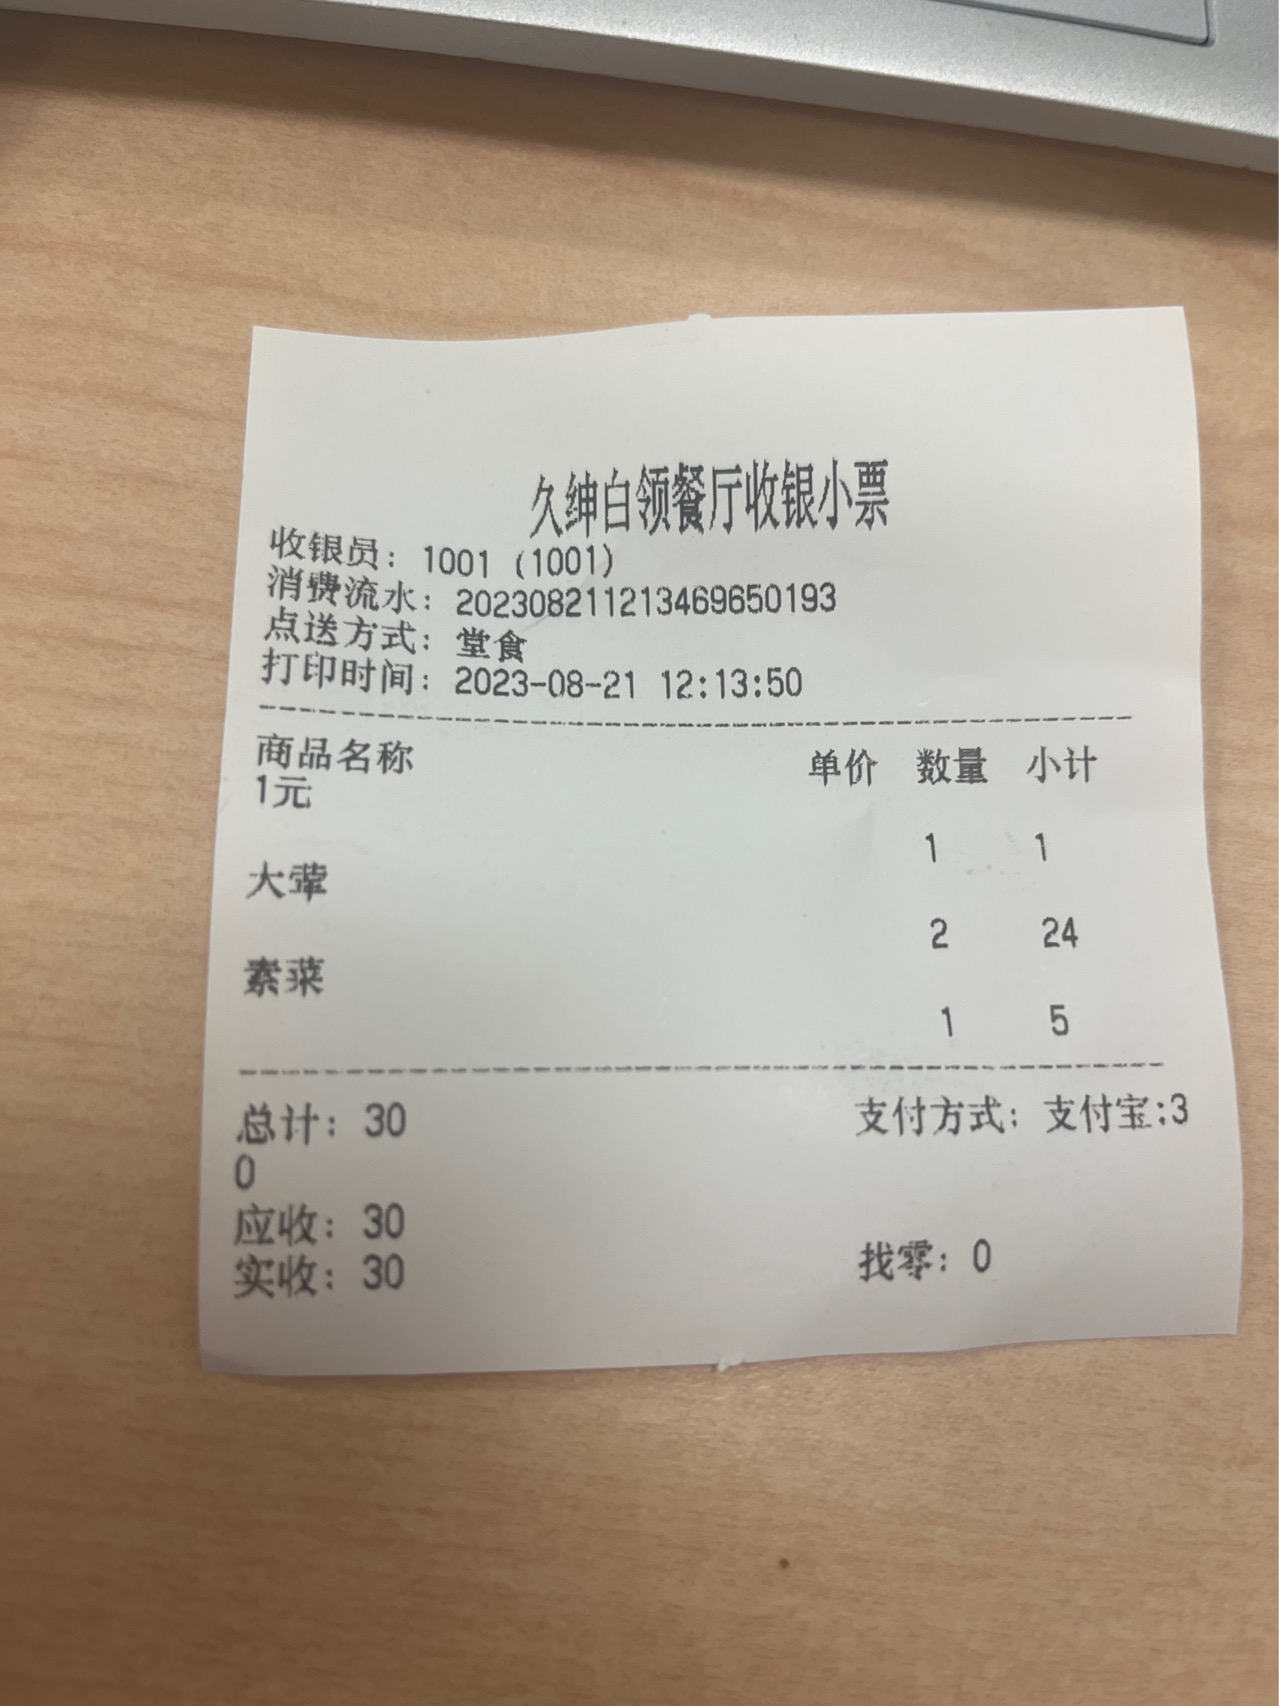 久绅白领餐厅收银小票
收银员：1001 (1001)
消费流水：202308211213469650193
点送方式：堂食
打印时间：2023-08-21 12:13:50
商品名称 单价 数量 小计
1元
1 1
大荤
2 24
素菜
1 5
总计：30 支付方式：支付宝:3
0
应收：30
实收：30 找零：0